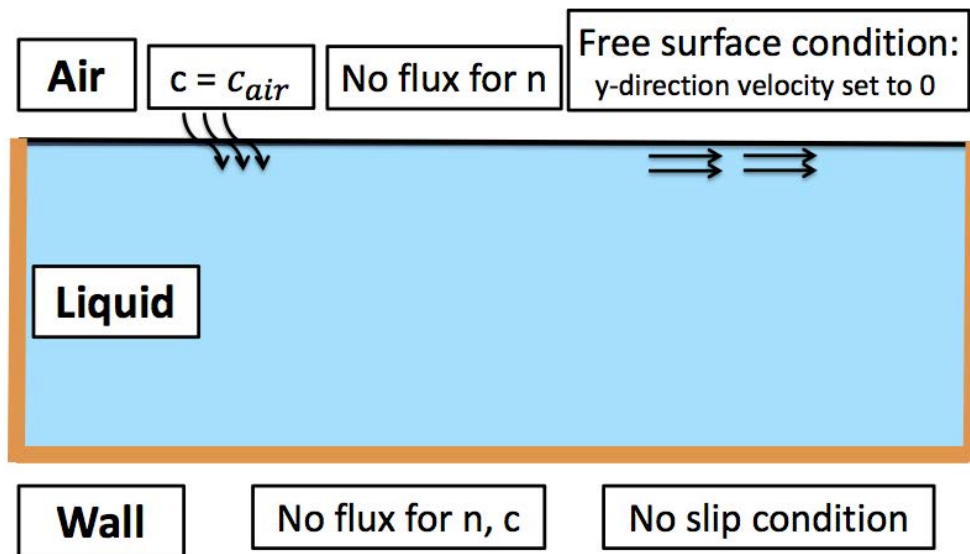 Air
c = c_air
No flux for n
Free surface condition:
y-direction velocity set to 0
Liquid
Wall
No flux for n, c
No slip condition